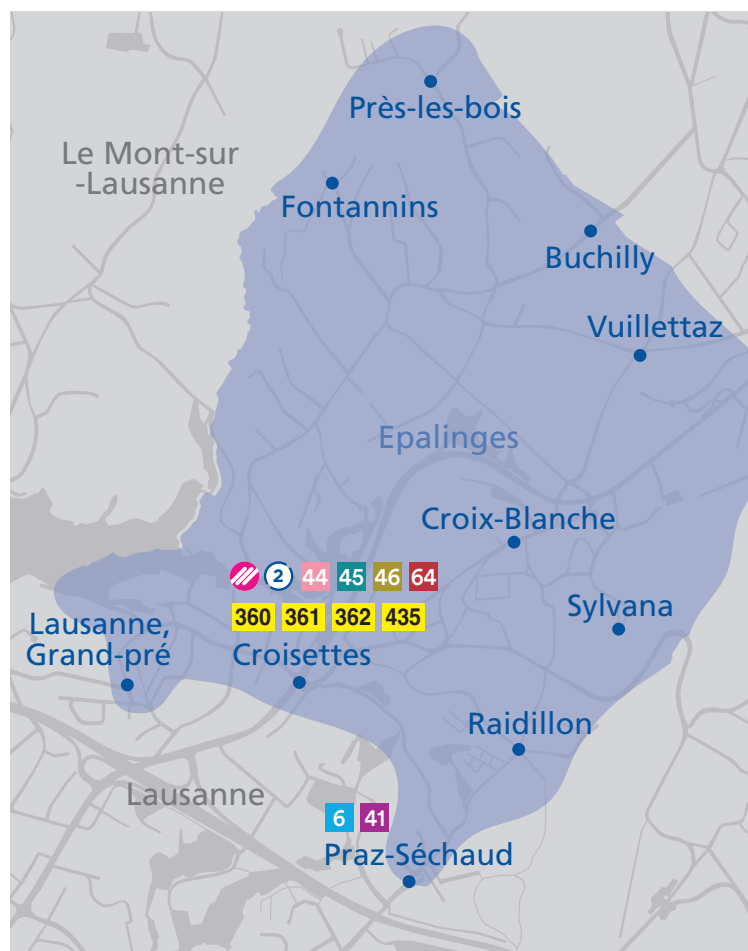 Près-les-bois
Le Mont-sur
-Lausanne
Fontannins
Buchilly
Vuillettaz
Epalinges
Croix-Blanche
2 44 45 46 64
360 361 362 435
Croisettes
Lausanne,
Grand-pré
Sylvana
Raidillon
Lausanne
6 41
Praz-Séchaud